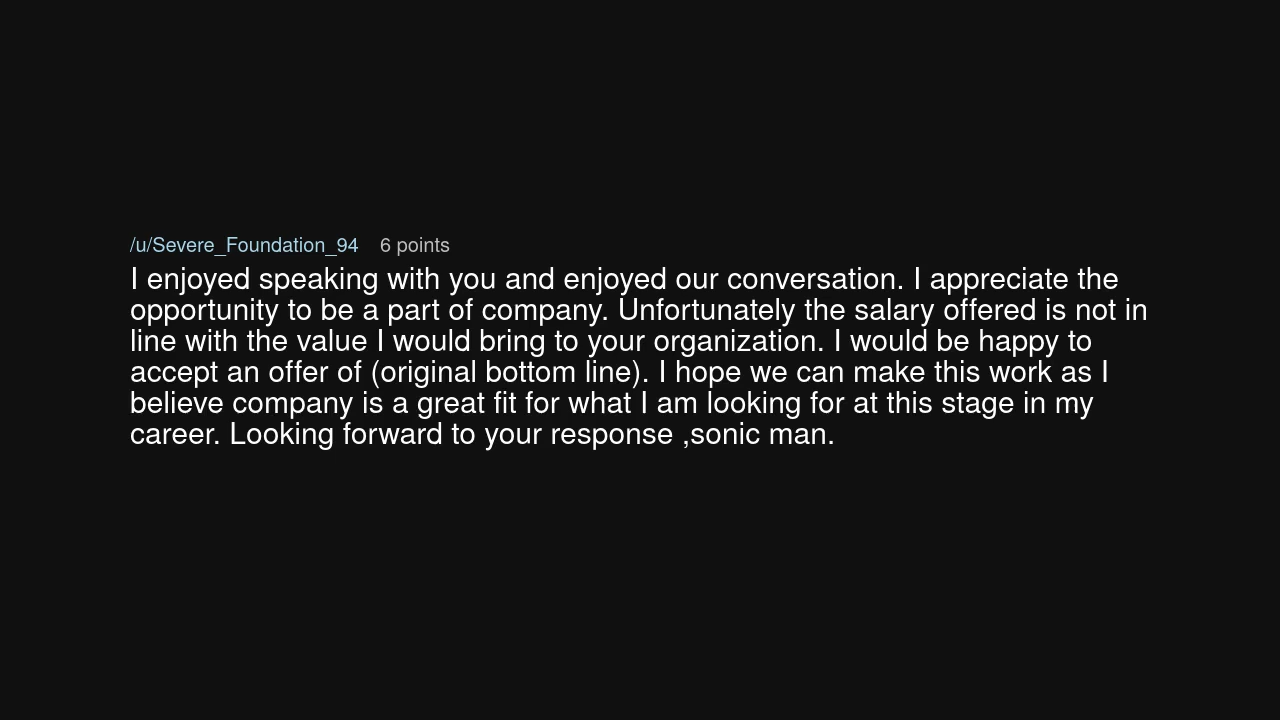 /u/Severe_Foundation_94 6 points
I enjoyed speaking with you and enjoyed our conversation. I appreciate the
opportunity to be a part of company. Unfortunately the salary offered is not in
line with the value I would bring to your organization. I would be happy to
accept an offer of (original bottom line). I hope we can make this work as I
believe company is a great fit for what I am looking for at this stage in my
career. Looking forward to your response ,sonic man.